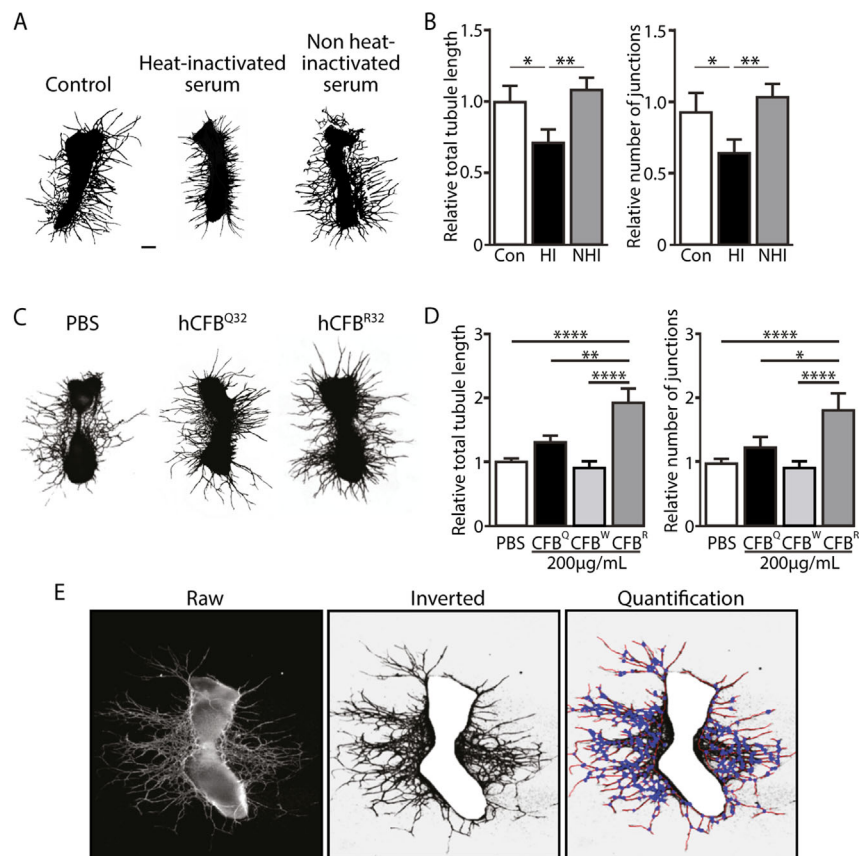 A
Control
Heat-inactivated
serum
Non heat-
inactivated
serum
B
Relative total tubule length
1.5
1.0
0.5
0
* **
Con HI NHI
Relative number of junctions
1.5
1.0
0.5
0
* **
Con HI NHI
C
PBS
hCFB^Q32
hCFB^R32
D
Relative total tubule length
3
2
1
0
****
**
****
PBS CFB^Q CFB^W CFB^R
200µg/mL
Relative number of junctions
3
2
1
0
****
*
****
PBS CFB^Q CFB^W CFB^R
200µg/mL
E
Raw
Inverted
Quantification